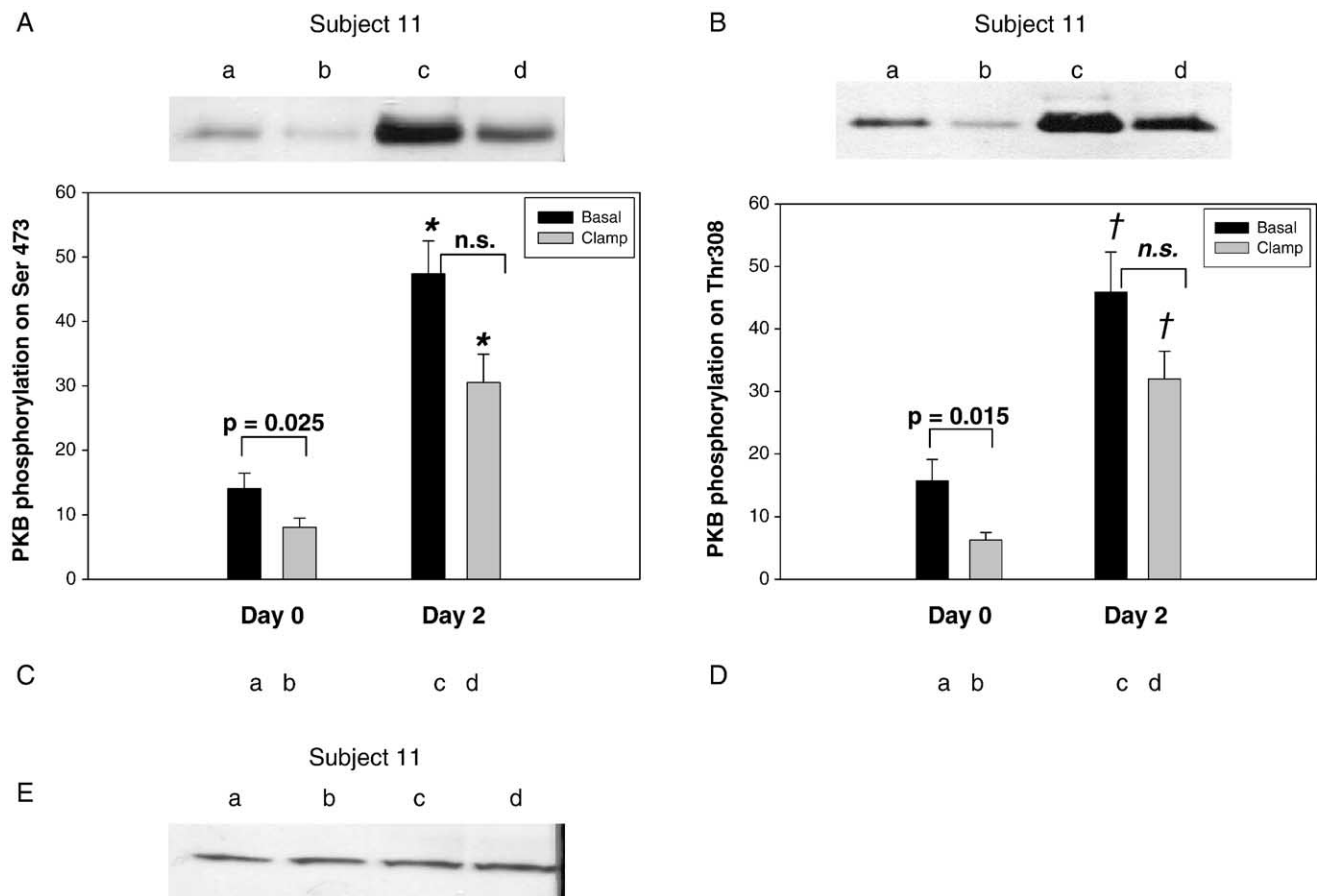 A
Subject 11
a b c d
60
50
40
30
20
10
0
PKB phosphorylation on Ser 473
Basal
Clamp
*
n.s.
*
p = 0.025
Day 0 Day 2
B
Subject 11
a b c d
60
50
40
30
20
10
0
PKB phosphorylation on Thr308
Basal
Clamp
†
n.s.
†
p = 0.015
Day 0 Day 2
C
a b c d
D
a b c d
Subject 11
E
a b c d